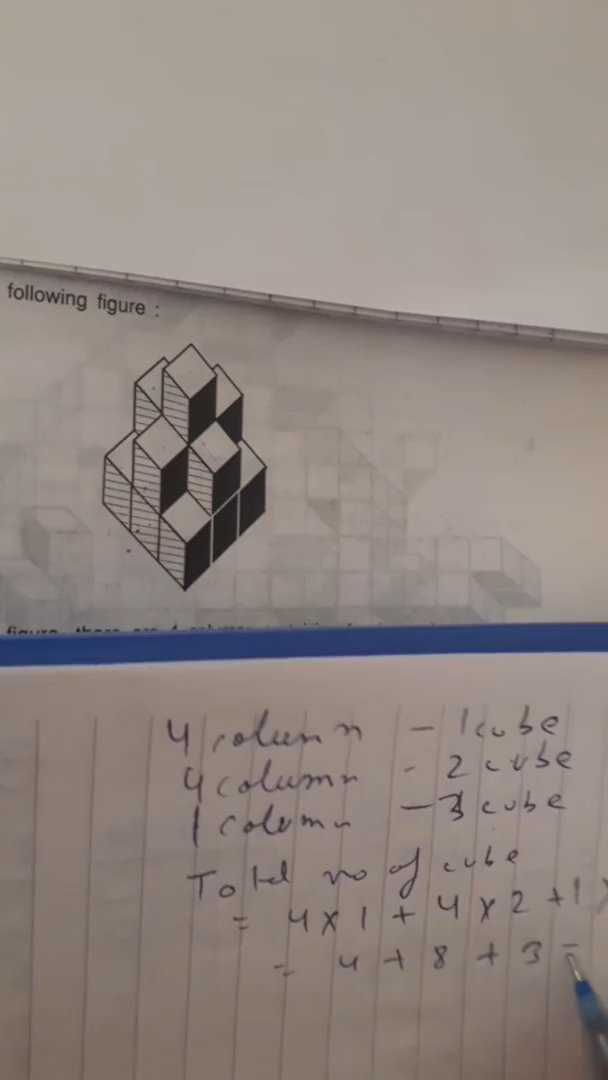 following figure :
4 column - 1 cube
4 column - 2 cube
1 column - 3 cube
Total no of cube
= 4 x 1 + 4 x 2 + 1
= 4 + 8 + 3 =